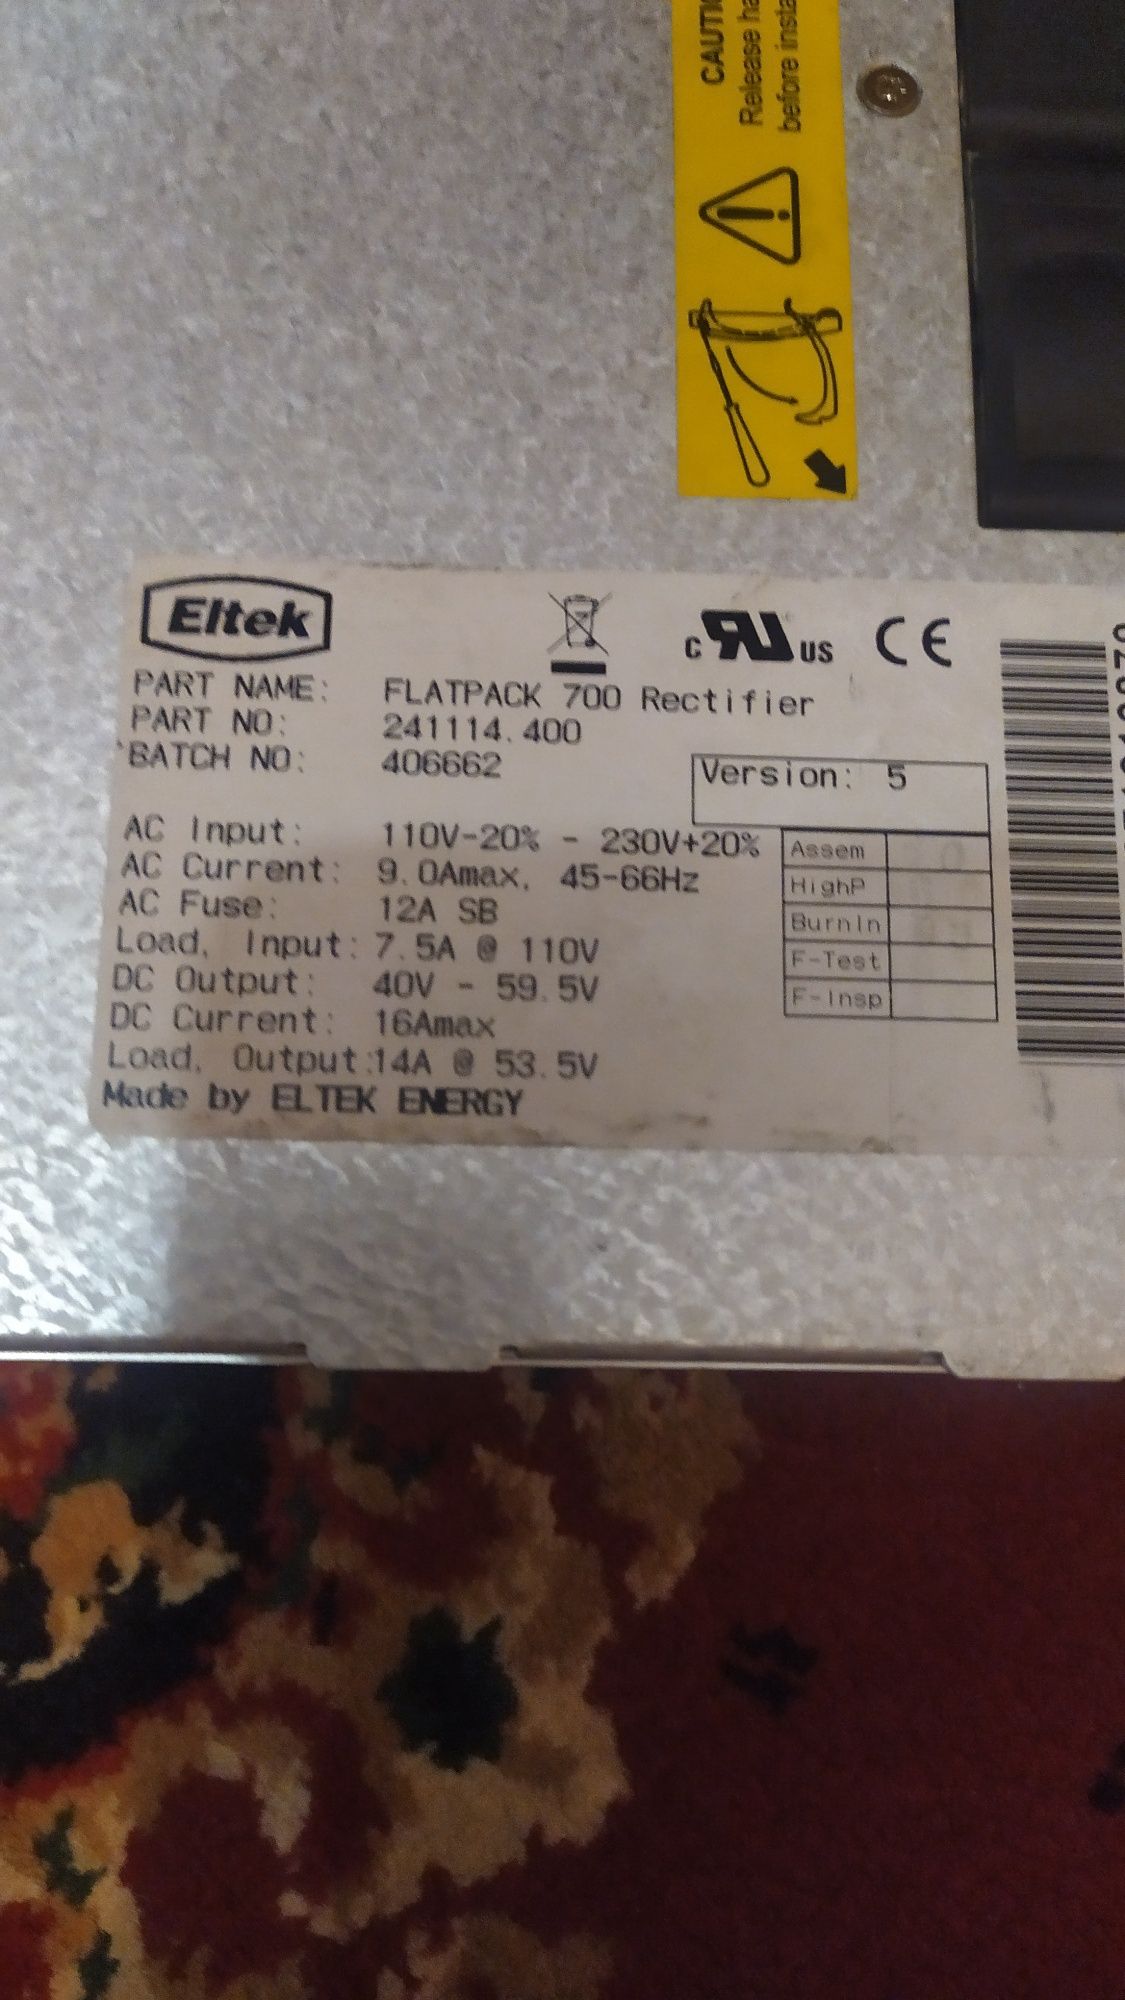 CAUTI
Release ha
before insta
Eltek
c RU US CE
PART NAME: FLATPACK 700 Rectifier
PART NO: 241114.400
BATCH NO: 406662
Version: 5
AC Input: 110V-20% - 230V+20%
AC Current: 9.0Amax, 45-66Hz
AC Fuse: 12A SB
Load, Input: 7.5A @ 110V
DC Output: 40V - 59.5V
DC Current: 16Amax
Load, Output:14A @ 53.5V
Made by ELTEK ENERGY
Assem
HighP
BurnIn
F-Test
F-Insp